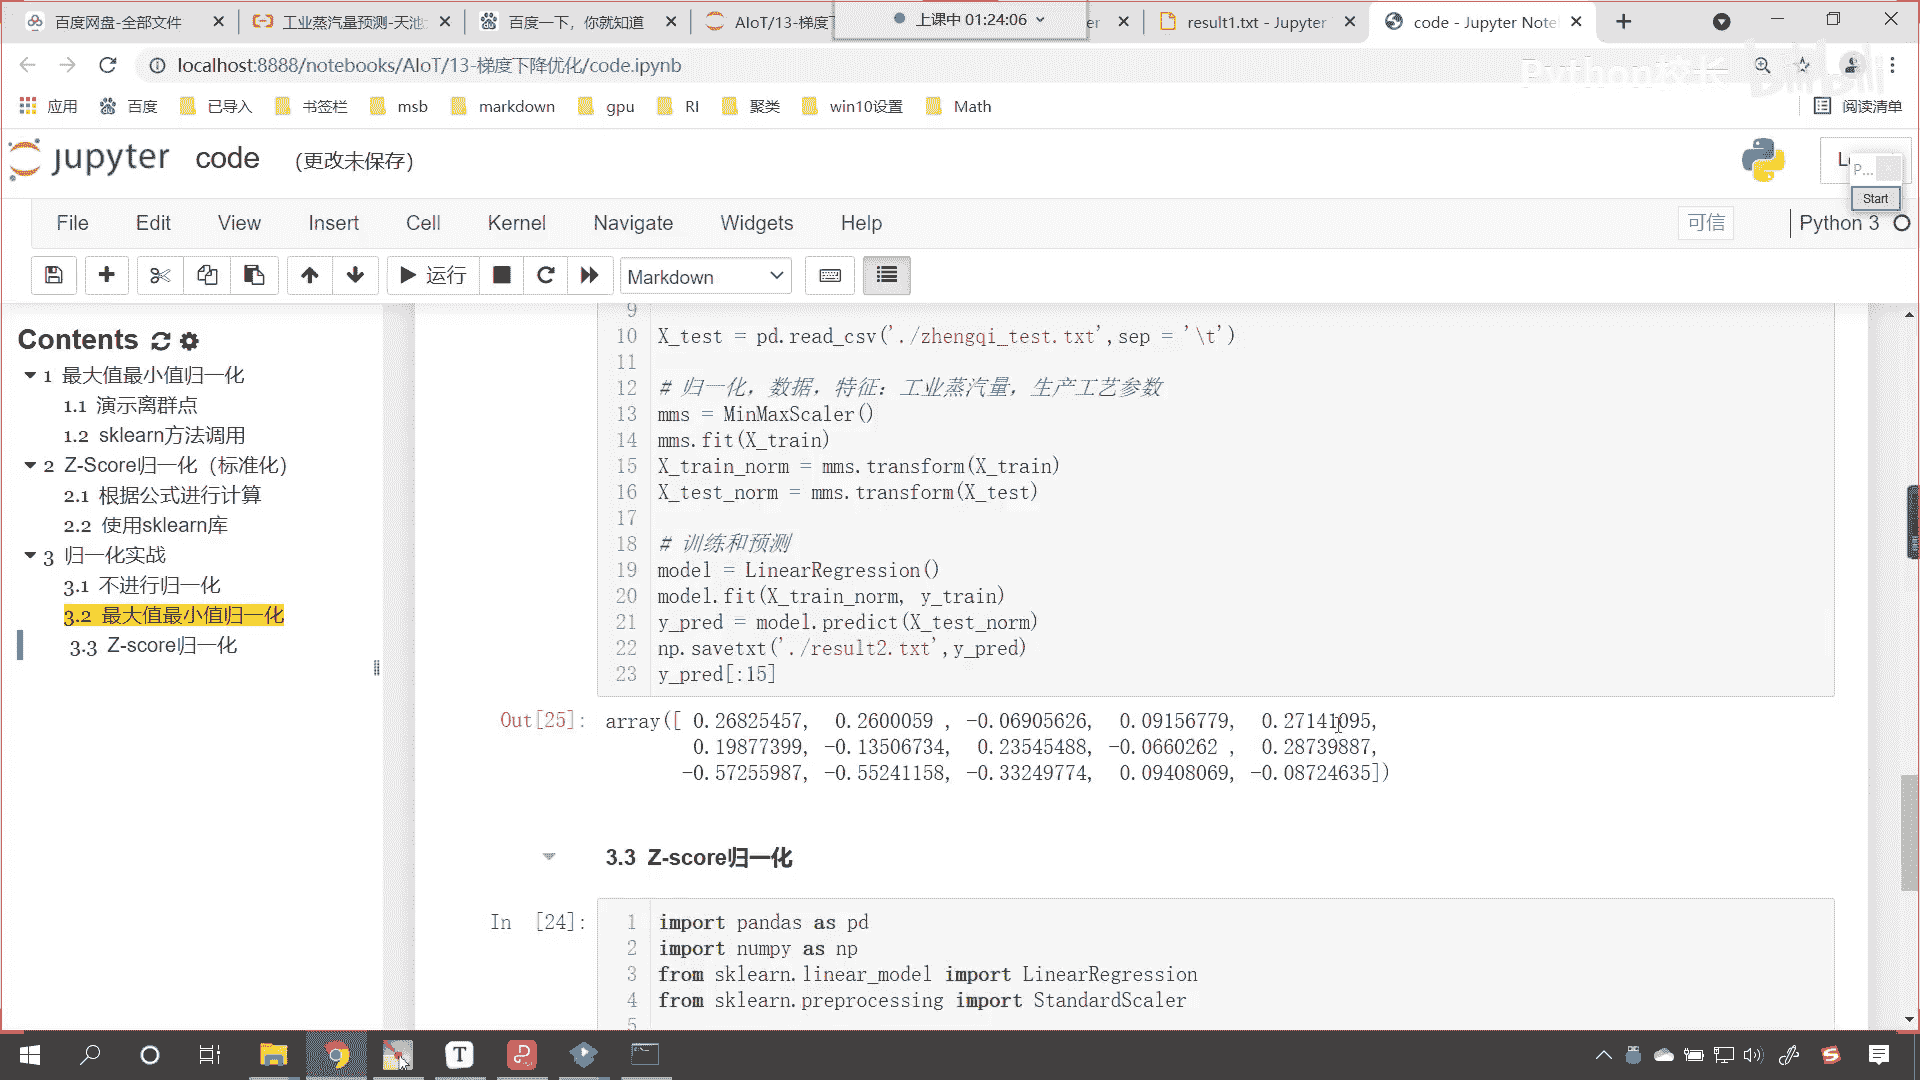 百度网盘-全部文件
工业蒸汽量预测-天池
百度一下，你就知道
AIoT/13-梯度下
上课中 01:24:06
er
result1.txt - Jupyter
code - Jupyter Note
localhost:8888/notebooks/AIoT/13-梯度下降优化/code.ipynb
应用
百度
已导入
书签栏
msb
markdown
gpu
RI
聚类
win10设置
Math
阅读清单
jupyter code (更改未保存)
P...
Start
File Edit View Insert Cell Kernel Navigate Widgets Help
可信
Python 3
运行
Markdown
Contents
1 最大值最小值归一化
1.1 演示离群点
1.2 sklearn方法调用
2 Z-Score归一化（标准化）
2.1 根据公式进行计算
2.2 使用sklearn库
3 归一化实战
3.1 不进行归一化
3.2 最大值最小值归一化
3.3 Z-score归一化
9
10 X_test = pd.read_csv('./zhengqi_test.txt',sep = '\t')
11
12 # 归一化，数据，特征：工业蒸汽量，生产工艺参数
13 mms = MinMaxScaler()
14 mms.fit(X_train)
15 X_train_norm = mms.transform(X_train)
16 X_test_norm = mms.transform(X_test)
17
18 # 训练和预测
19 model = LinearRegression()
20 model.fit(X_train_norm, y_train)
21 y_pred = model.predict(X_test_norm)
22 np.savetxt('./result2.txt',y_pred)
23 y_pred[:15]
Out[25]: array([ 0.26825457, 0.2600059 , -0.06905626, 0.09156779, 0.27141095,
0.19877399, -0.13506734, 0.23545488, -0.0660262 , 0.28739887,
-0.57255987, -0.55241158, -0.33249774, 0.09408069, -0.08724635])
3.3 Z-score归一化
In [24]:
1 import pandas as pd
2 import numpy as np
3 from sklearn.linear_model import LinearRegression
4 from sklearn.preprocessing import StandardScaler
5